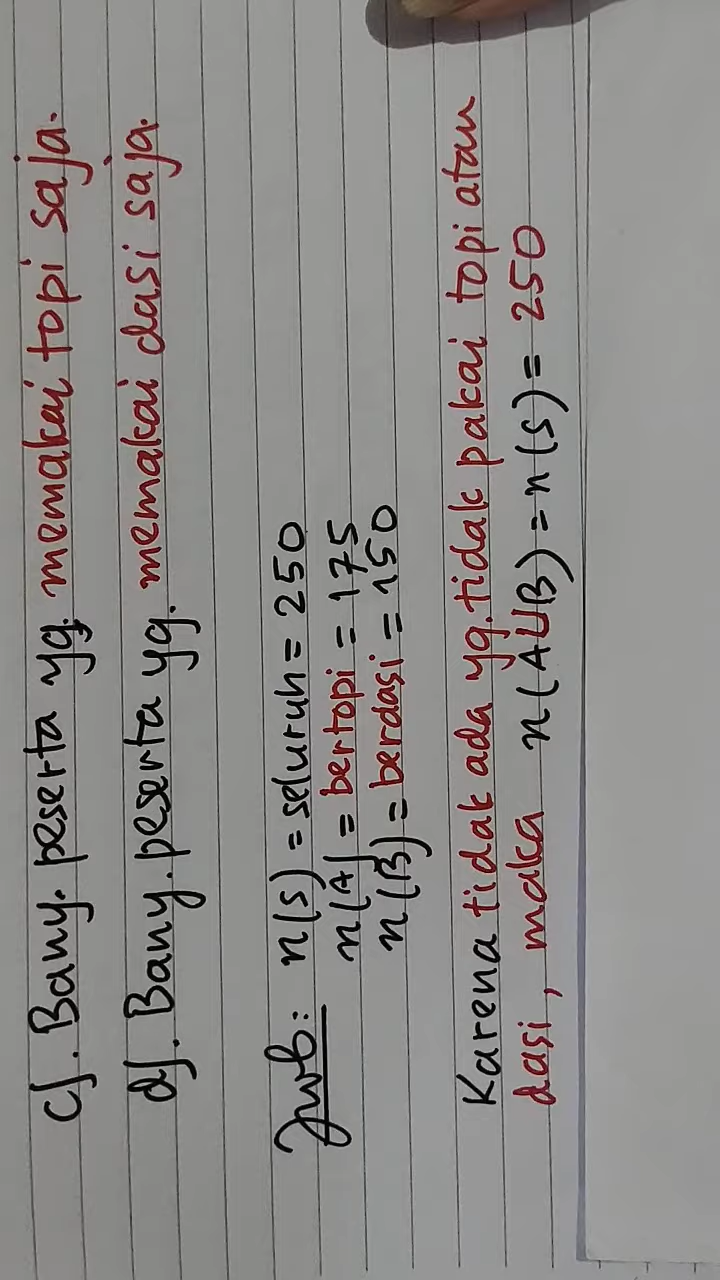 c). Bany. peserta yg. memakai topi saja.
d). Bany. peserta yg. memakai dasi saja.
Jwb: n(S) = seluruh = 250
n(A) = bertopi = 175
n(B) = berdasi = 150
Karena tidak ada yg. tidak pakai topi atau
dasi, maka n(A∪B) = n(S) = 250